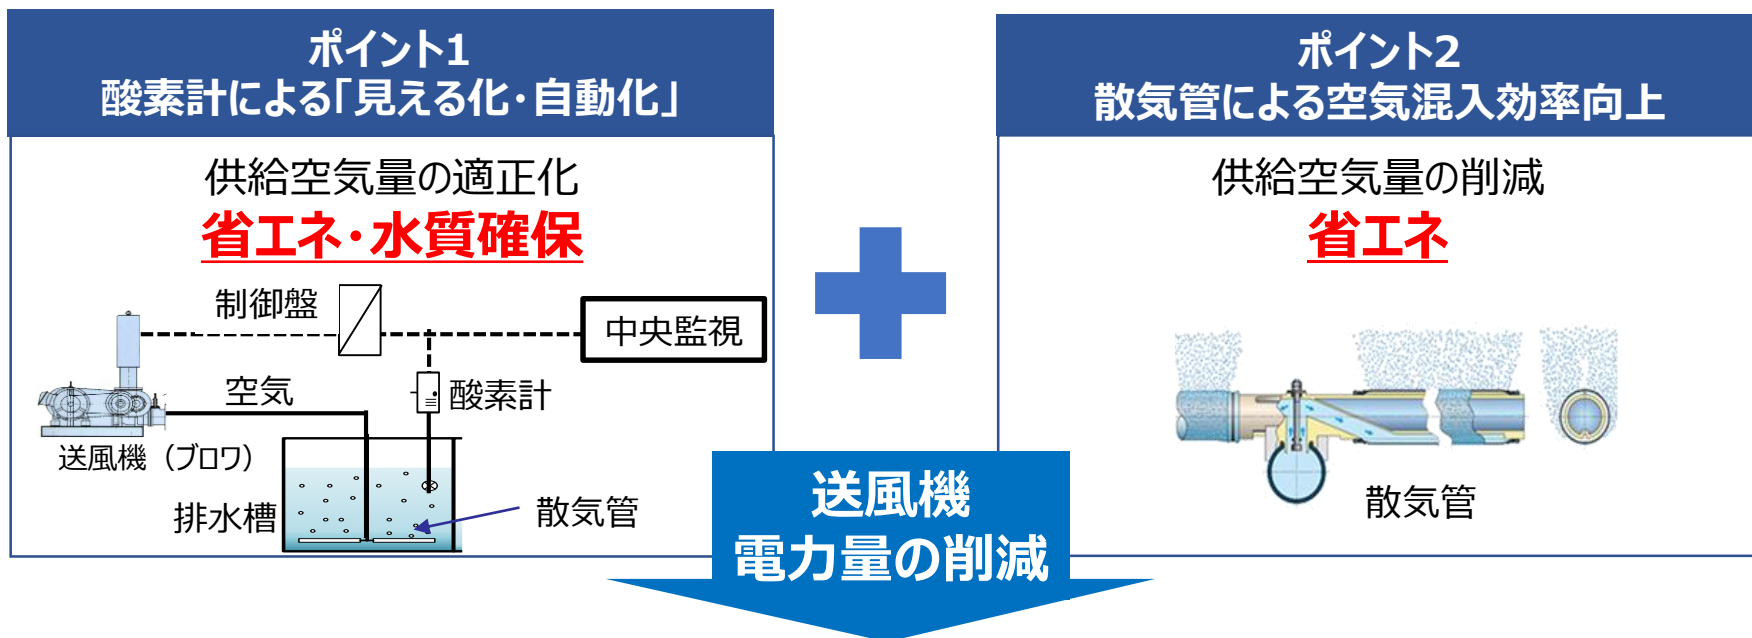 ポイント1
酸素計による「見える化・自動化」
供給空気量の適正化
省エネ・水質確保
制御盤
中央監視
空気
酸素計
送風機（ブロワ）
排水槽
散気管
ポイント2
散気管による空気混入効率向上
供給空気量の削減
省エネ
散気管
送風機
電力量の削減